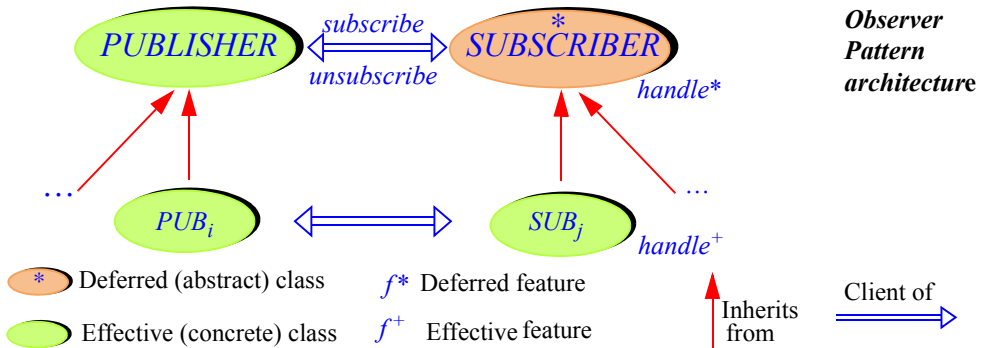 PUBLISHER
subscribe
unsubscribe
*
SUBSCRIBER
handle*
Observer
Pattern
architecture
…
PUBi
SUBj
…
handle+
* Deferred (abstract) class
f* Deferred feature
Effective (concrete) class
f+ Effective feature
Inherits
from
Client of